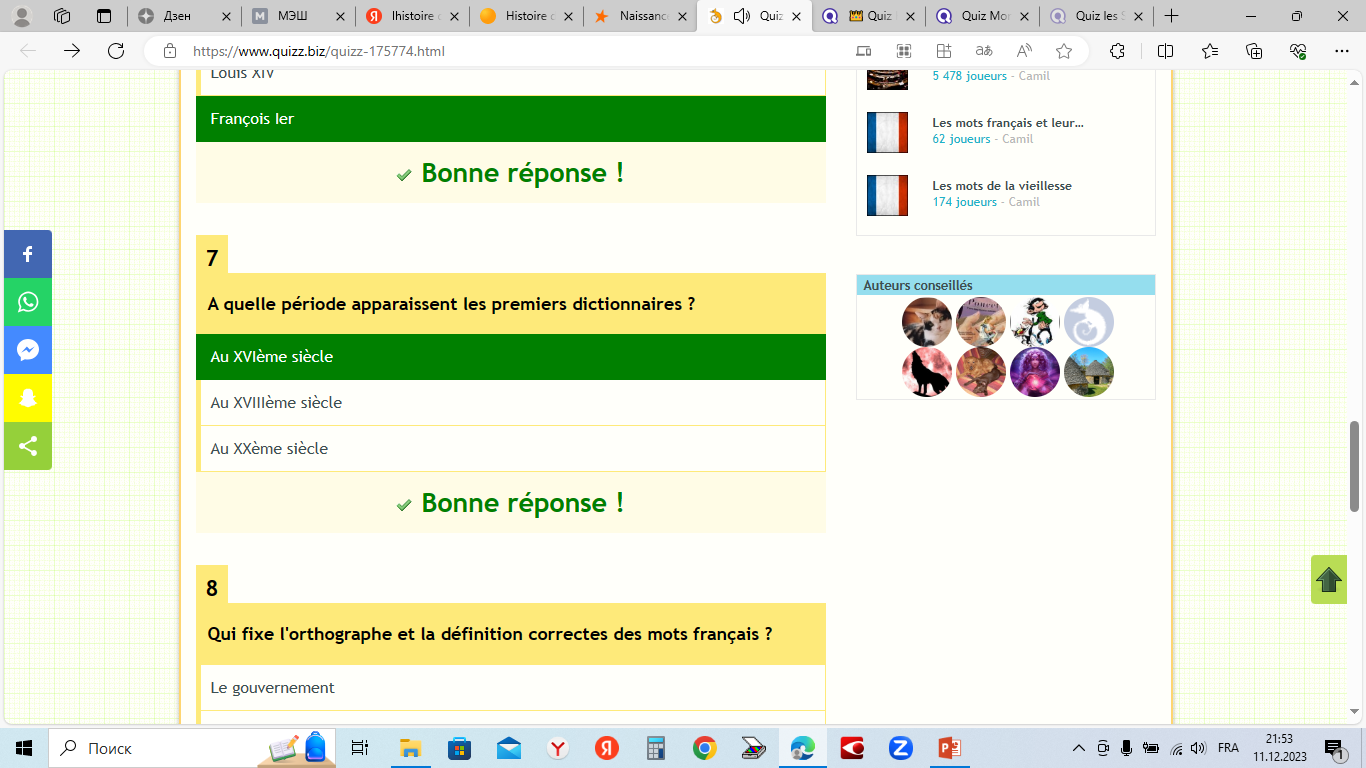 Дзен
МЭШ
lhistoire
Histoire
Naissanc
Quiz
Quiz
Quiz Mor
Quiz les
https://www.quizz.biz/quizz-175774.html
Louis XIV
François Ier
Bonne réponse !
7
A quelle période apparaissent les premiers dictionnaires ?
Au XVIème siècle
Au XVIIIème siècle
Au XXème siècle
Bonne réponse !
8
Qui fixe l'orthographe et la définition correctes des mots français ?
Le gouvernement
5 478 joueurs - Camil
Les mots français et leur...
62 joueurs - Camil
Les mots de la vieillesse
174 joueurs - Camil
Auteurs conseillés
Поиск
FRA
21:53
11.12.2023
1